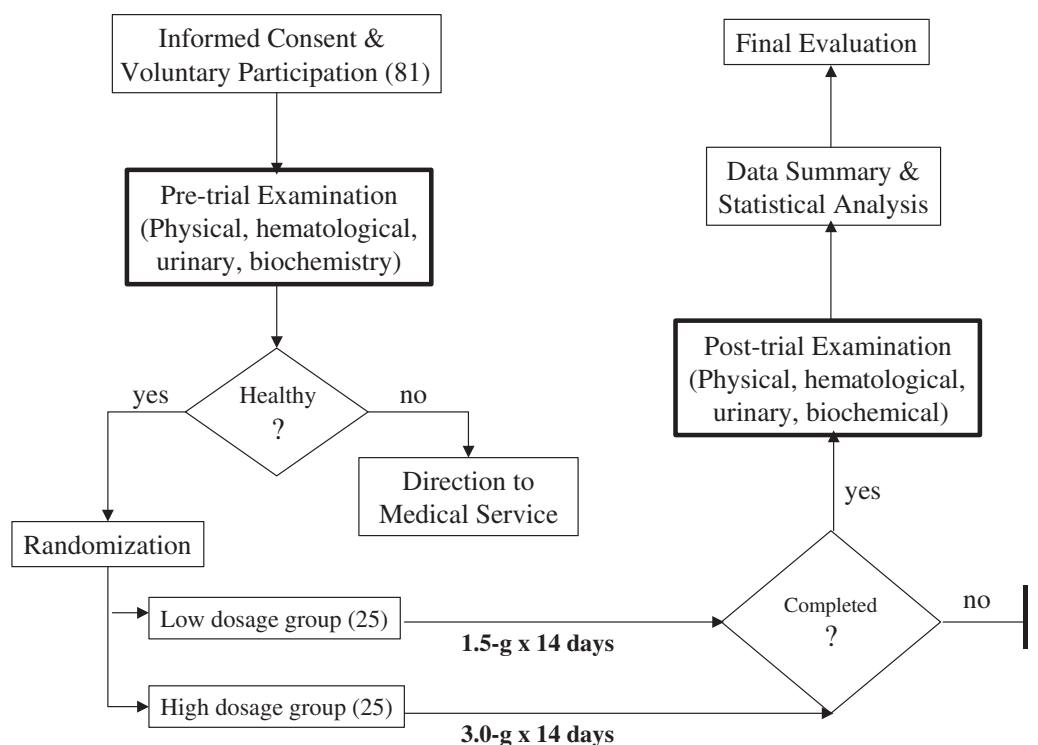 Informed Consent &
Voluntary Participation (81)
Pre-trial Examination
(Physical, hematological,
urinary, biochemistry)
Healthy
?
yes
no
Direction to
Medical Service
Randomization
Low dosage group (25)
1.5-g x 14 days
High dosage group (25)
3.0-g x 14 days
Completed
?
no
yes
Post-trial Examination
(Physical, hematological,
urinary, biochemical)
Data Summary &
Statistical Analysis
Final Evaluation